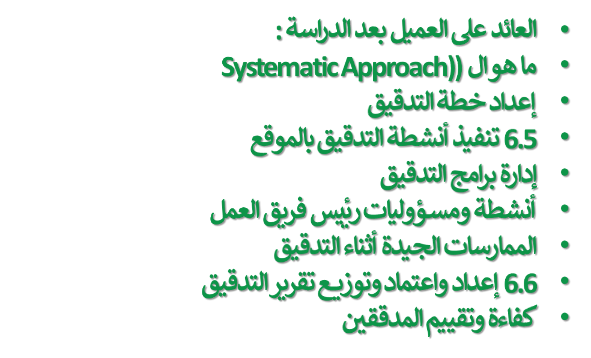 • العائد على العميل بعد الدراسة :
• ما هو ال ((Systematic Approach
• إعداد خطة التدقيق
• 6.5 تنفيذ أنشطة التدقيق بالموقع
• إدارة برامج التدقيق
• أنشطة ومسؤوليات رئيس فريق العمل
• الممارسات الجيدة أثناء التدقيق
• 6.6 إعداد واعتماد وتوزيع تقرير التدقيق
• كفاءة وتقييم المدققين